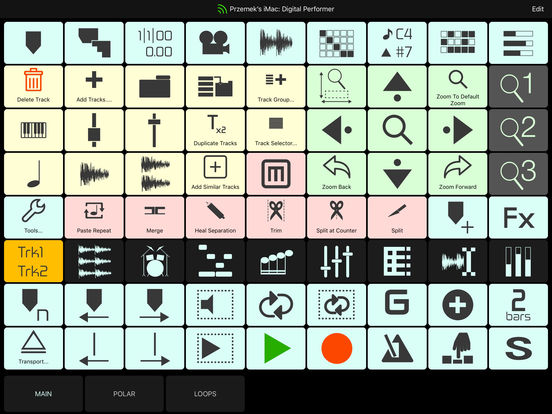 Przemek's iMac: Digital Performer
Edit
1|1|00
0.00
C4
#7
Delete Track
Add Tracks....
Track Group...
Zoom To Default
Zoom
1
Tx2
Duplicate Tracks
Track Selector...
2
Add Similar Tracks
m
Zoom Back
Zoom Forward
3
Tools...
Paste Repeat
Merge
Heal Separation
Trim
Split at Counter
Split
Fx
Trk1
Trk2
n
G
2
bars
Transport...
S
MAIN
POLAR
LOOPS